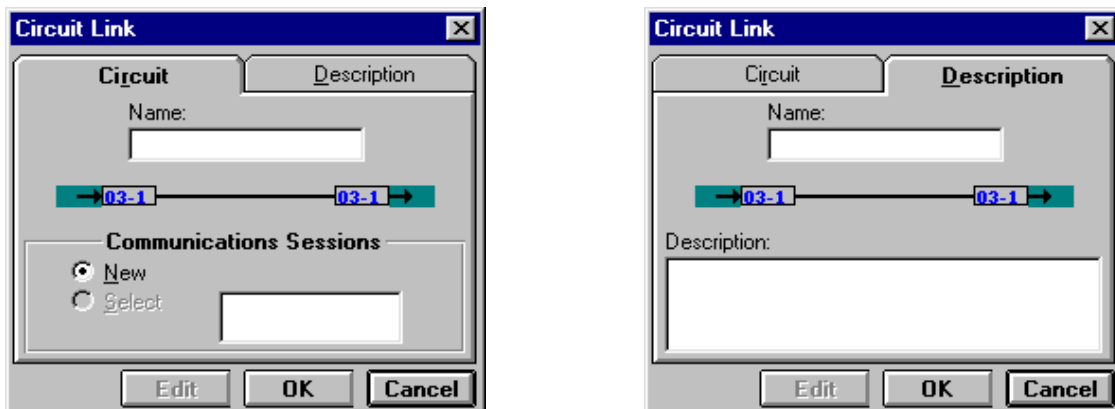 Circuit Link
Circuit Description
Name:
03-1 03-1
Communications Sessions
New
Select
Edit OK Cancel
Circuit Link
Circuit Description
Name:
03-1 03-1
Description:
Edit OK Cancel